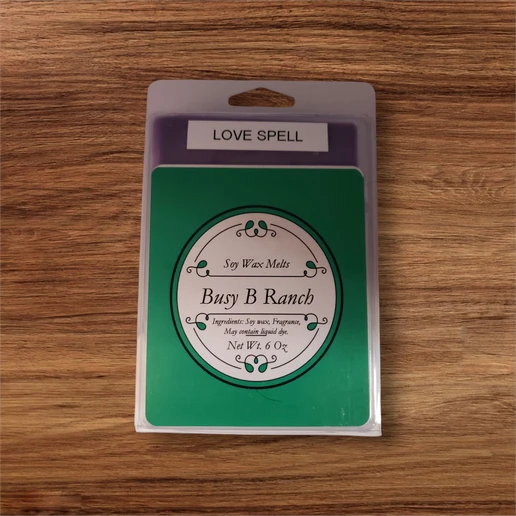 LOVE SPELL
Soy Wax Melts
Busy B Ranch
Ingredients: Soy wax, Fragrance,
May contain liquid dye.
Net Wt. 6 Oz